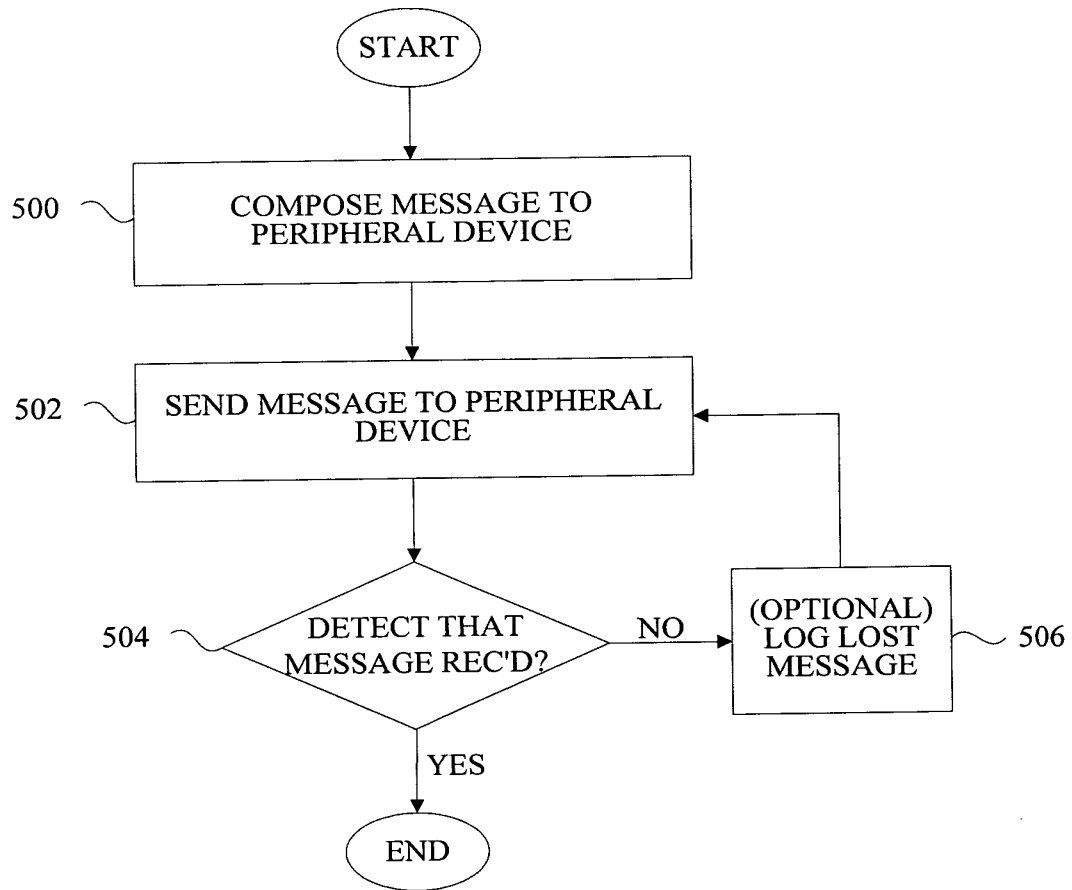 START
500
COMPOSE MESSAGE TO
PERIPHERAL DEVICE
502
SEND MESSAGE TO PERIPHERAL
DEVICE
504
DETECT THAT
MESSAGE REC'D?
NO
(OPTIONAL)
LOG LOST
MESSAGE
506
YES
END